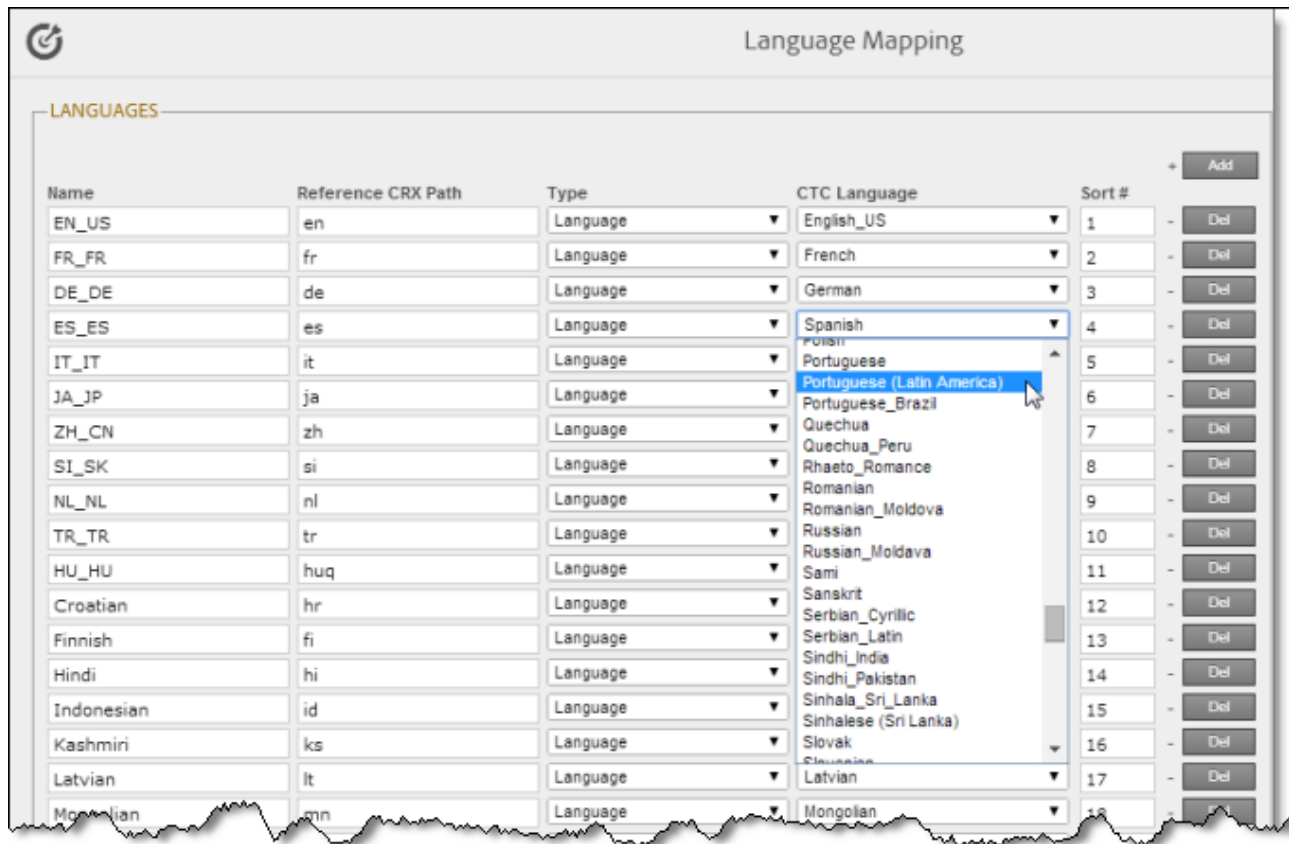 Language Mapping
LANGUAGES
+ Add
Name Reference CRX Path Type CTC Language Sort #
EN_US en Language English_US 1 - Del
FR_FR fr Language French 2 - Del
DE_DE de Language German 3 - Del
ES_ES es Language Spanish 4 - Del
Polish
IT_IT it Language Portuguese 5 - Del
Portuguese (Latin America)
JA_JP ja Language Portuguese_Brazil 6 - Del
ZH_CN zh Language Quechua 7 - Del
Quechua_Peru
SI_SK si Language Rhaeto_Romance 8 - Del
Romanian
NL_NL nl Language Romanian_Moldova 9 - Del
TR_TR tr Language Russian 10 - Del
Russian_Moldava
HU_HU huq Language Sami 11 - Del
Sanskrit
Croatian hr Language Serbian_Cyrillic 12 - Del
Finnish fi Language Serbian_Latin 13 - Del
Sindhi_India
Hindi hi Language Sindhi_Pakistan 14 - Del
Sinhala_Sri_Lanka
Indonesian id Language Sinhalese (Sri Lanka) 15 - Del
Kashmiri ks Language Slovak 16 - Del
Slovenian
Latvian lt Language Latvian 17 - Del
Mongolian mn Language Mongolian 18 - Del